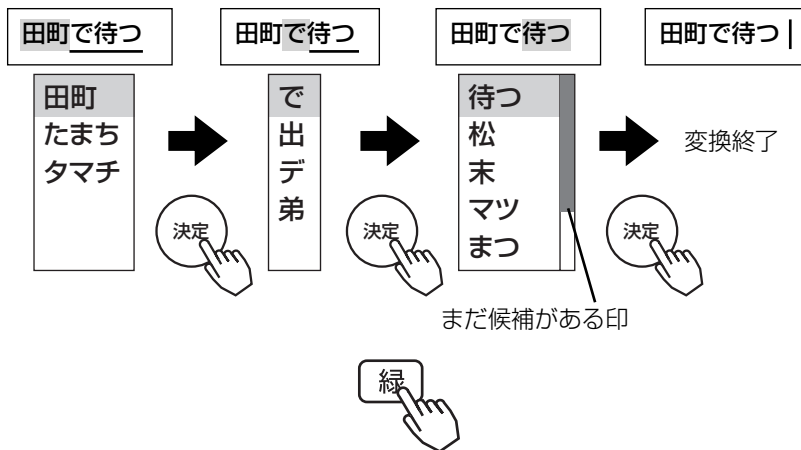 田町で待つ
田町で待つ
田町で待つ
田町で待つ
田町
たまち
タマチ
で
出
デ
弟
待つ
松
末
マツ
まつ
変換終了
決定
決定
決定
まだ候補がある印
緑